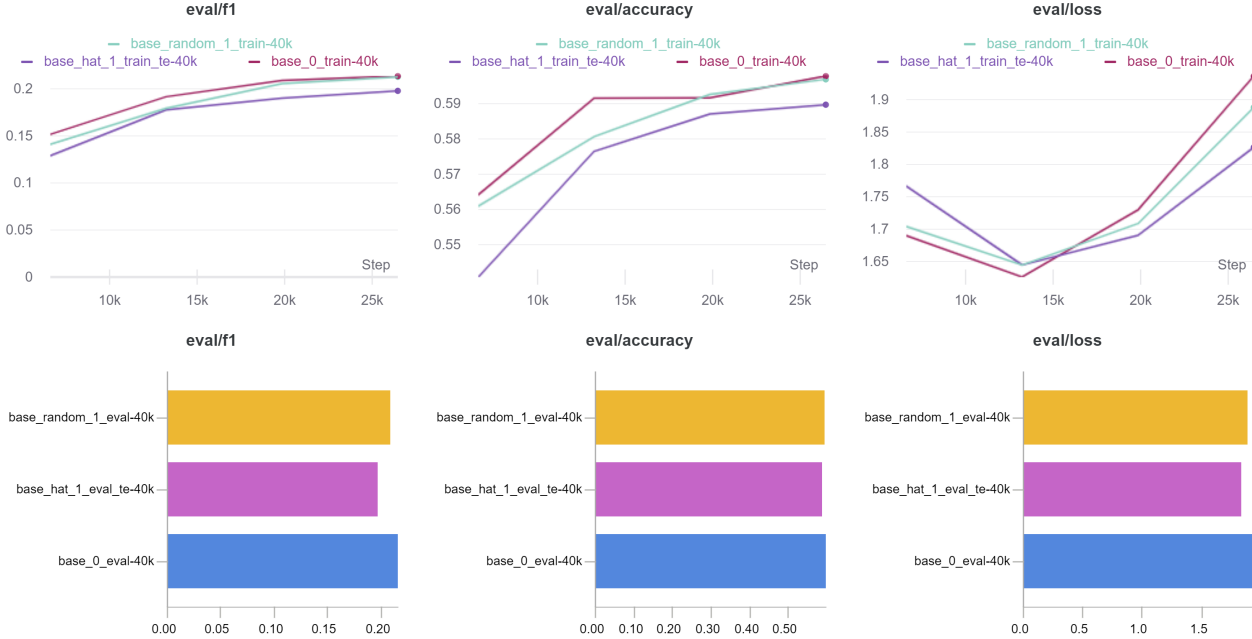 eval/f1
base_random_1_train-40k
base_hat_1_train_te-40k base_0_train-40k
0.2
0.15
0.1
0.05
0
Step
10k 15k 20k 25k
eval/accuracy
base_random_1_train-40k
base_hat_1_train_te-40k base_0_train-40k
0.59
0.58
0.57
0.56
0.55
Step
10k 15k 20k 25k
eval/loss
base_random_1_train-40k
base_hat_1_train_te-40k base_0_train-40k
1.9
1.85
1.8
1.75
1.7
1.65
Step
10k 15k 20k 25k
eval/f1
base_random_1_eval-40k
base_hat_1_eval_te-40k
base_0_eval-40k
0.00 0.05 0.10 0.15 0.20
eval/accuracy
base_random_1_eval-40k
base_hat_1_eval_te-40k
base_0_eval-40k
0.00 0.10 0.20 0.30 0.40 0.50
eval/loss
base_random_1_eval-40k
base_hat_1_eval_te-40k
base_0_eval-40k
0.0 0.5 1.0 1.5